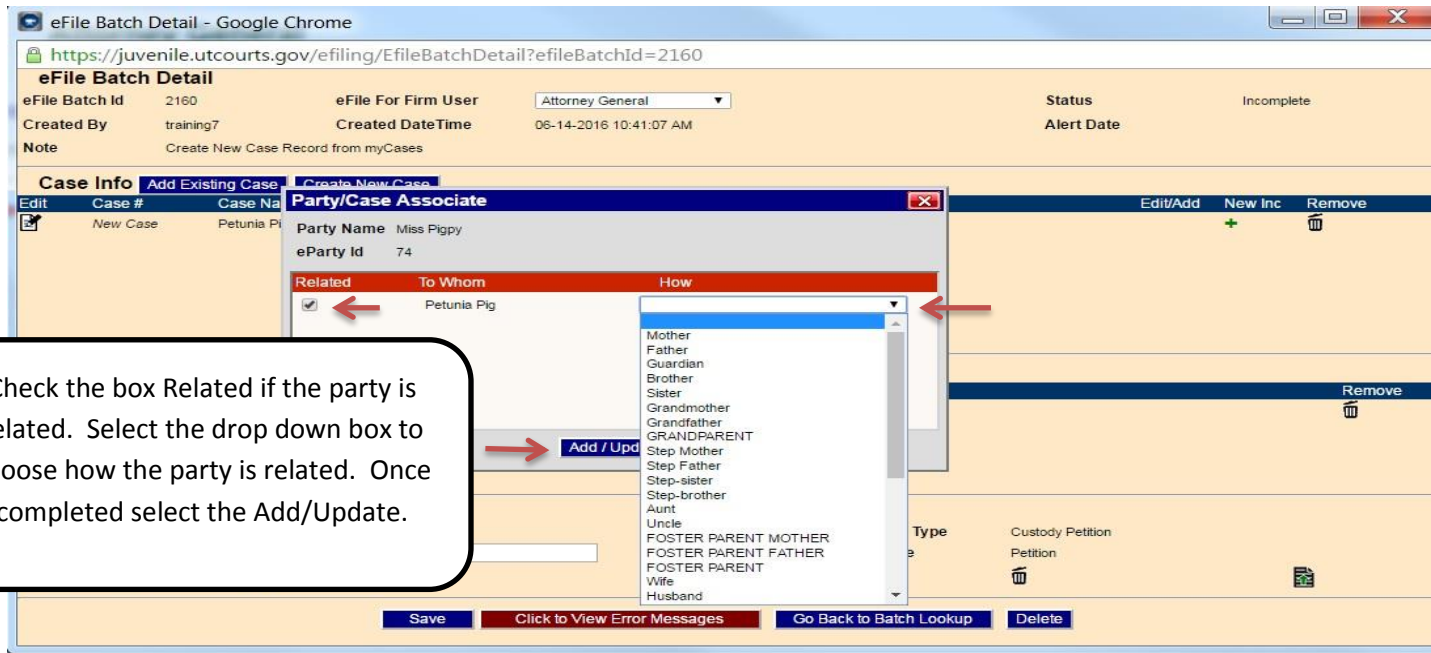 eFile Batch Detail - Google Chrome
https://juvenile.utcourts.gov/efiling/EfileBatchDetail?efileBatchId=2160
eFile Batch Detail
eFile Batch Id 2160 eFile For Firm User Attorney General Status Incomplete
Created By training7 Created DateTime 06-14-2016 10:41:07 AM Alert Date
Note Create New Case Record from myCases
Case Info Add Existing Case Create New Case
Edit Case # Case Na Edit/Add New Inc Remove
New Case Petunia Pi
Party/Case Associate
Party Name Miss Pigpy
eParty Id 74
Related To Whom How
Petunia Pig
Mother
Father
Guardian
Brother
Sister
Grandmother
Grandfather
GRANDPARENT
Step Mother
Step Father
Step-sister
Step-brother
Aunt
Uncle
FOSTER PARENT MOTHER
FOSTER PARENT FATHER
FOSTER PARENT
Wife
Husband
Add / Upd
Remove
Check the box Related if the party is
elated. Select the drop down box to
oose how the party is related. Once
completed select the Add/Update.
Type Custody Petition
e Petition
Save Click to View Error Messages Go Back to Batch Lookup Delete